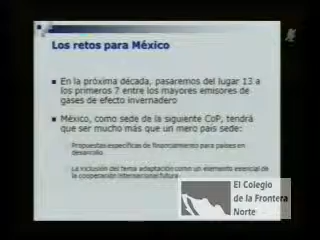 Los retos para México
En la próxima década, pasaremos del lugar 13 a
los primeros 7 entre los mayores emisores de
gases de efecto invernadero
México, como sede de la siguiente CoP, tendrá
que ser mucho más que un mero país sede:
Propuestas específicas de financiamiento para países en
desarrollo
La inclusión del tema adaptación como un elemento esencial de
la cooperación internacional futura
El Colegio
de la Frontera
Norte